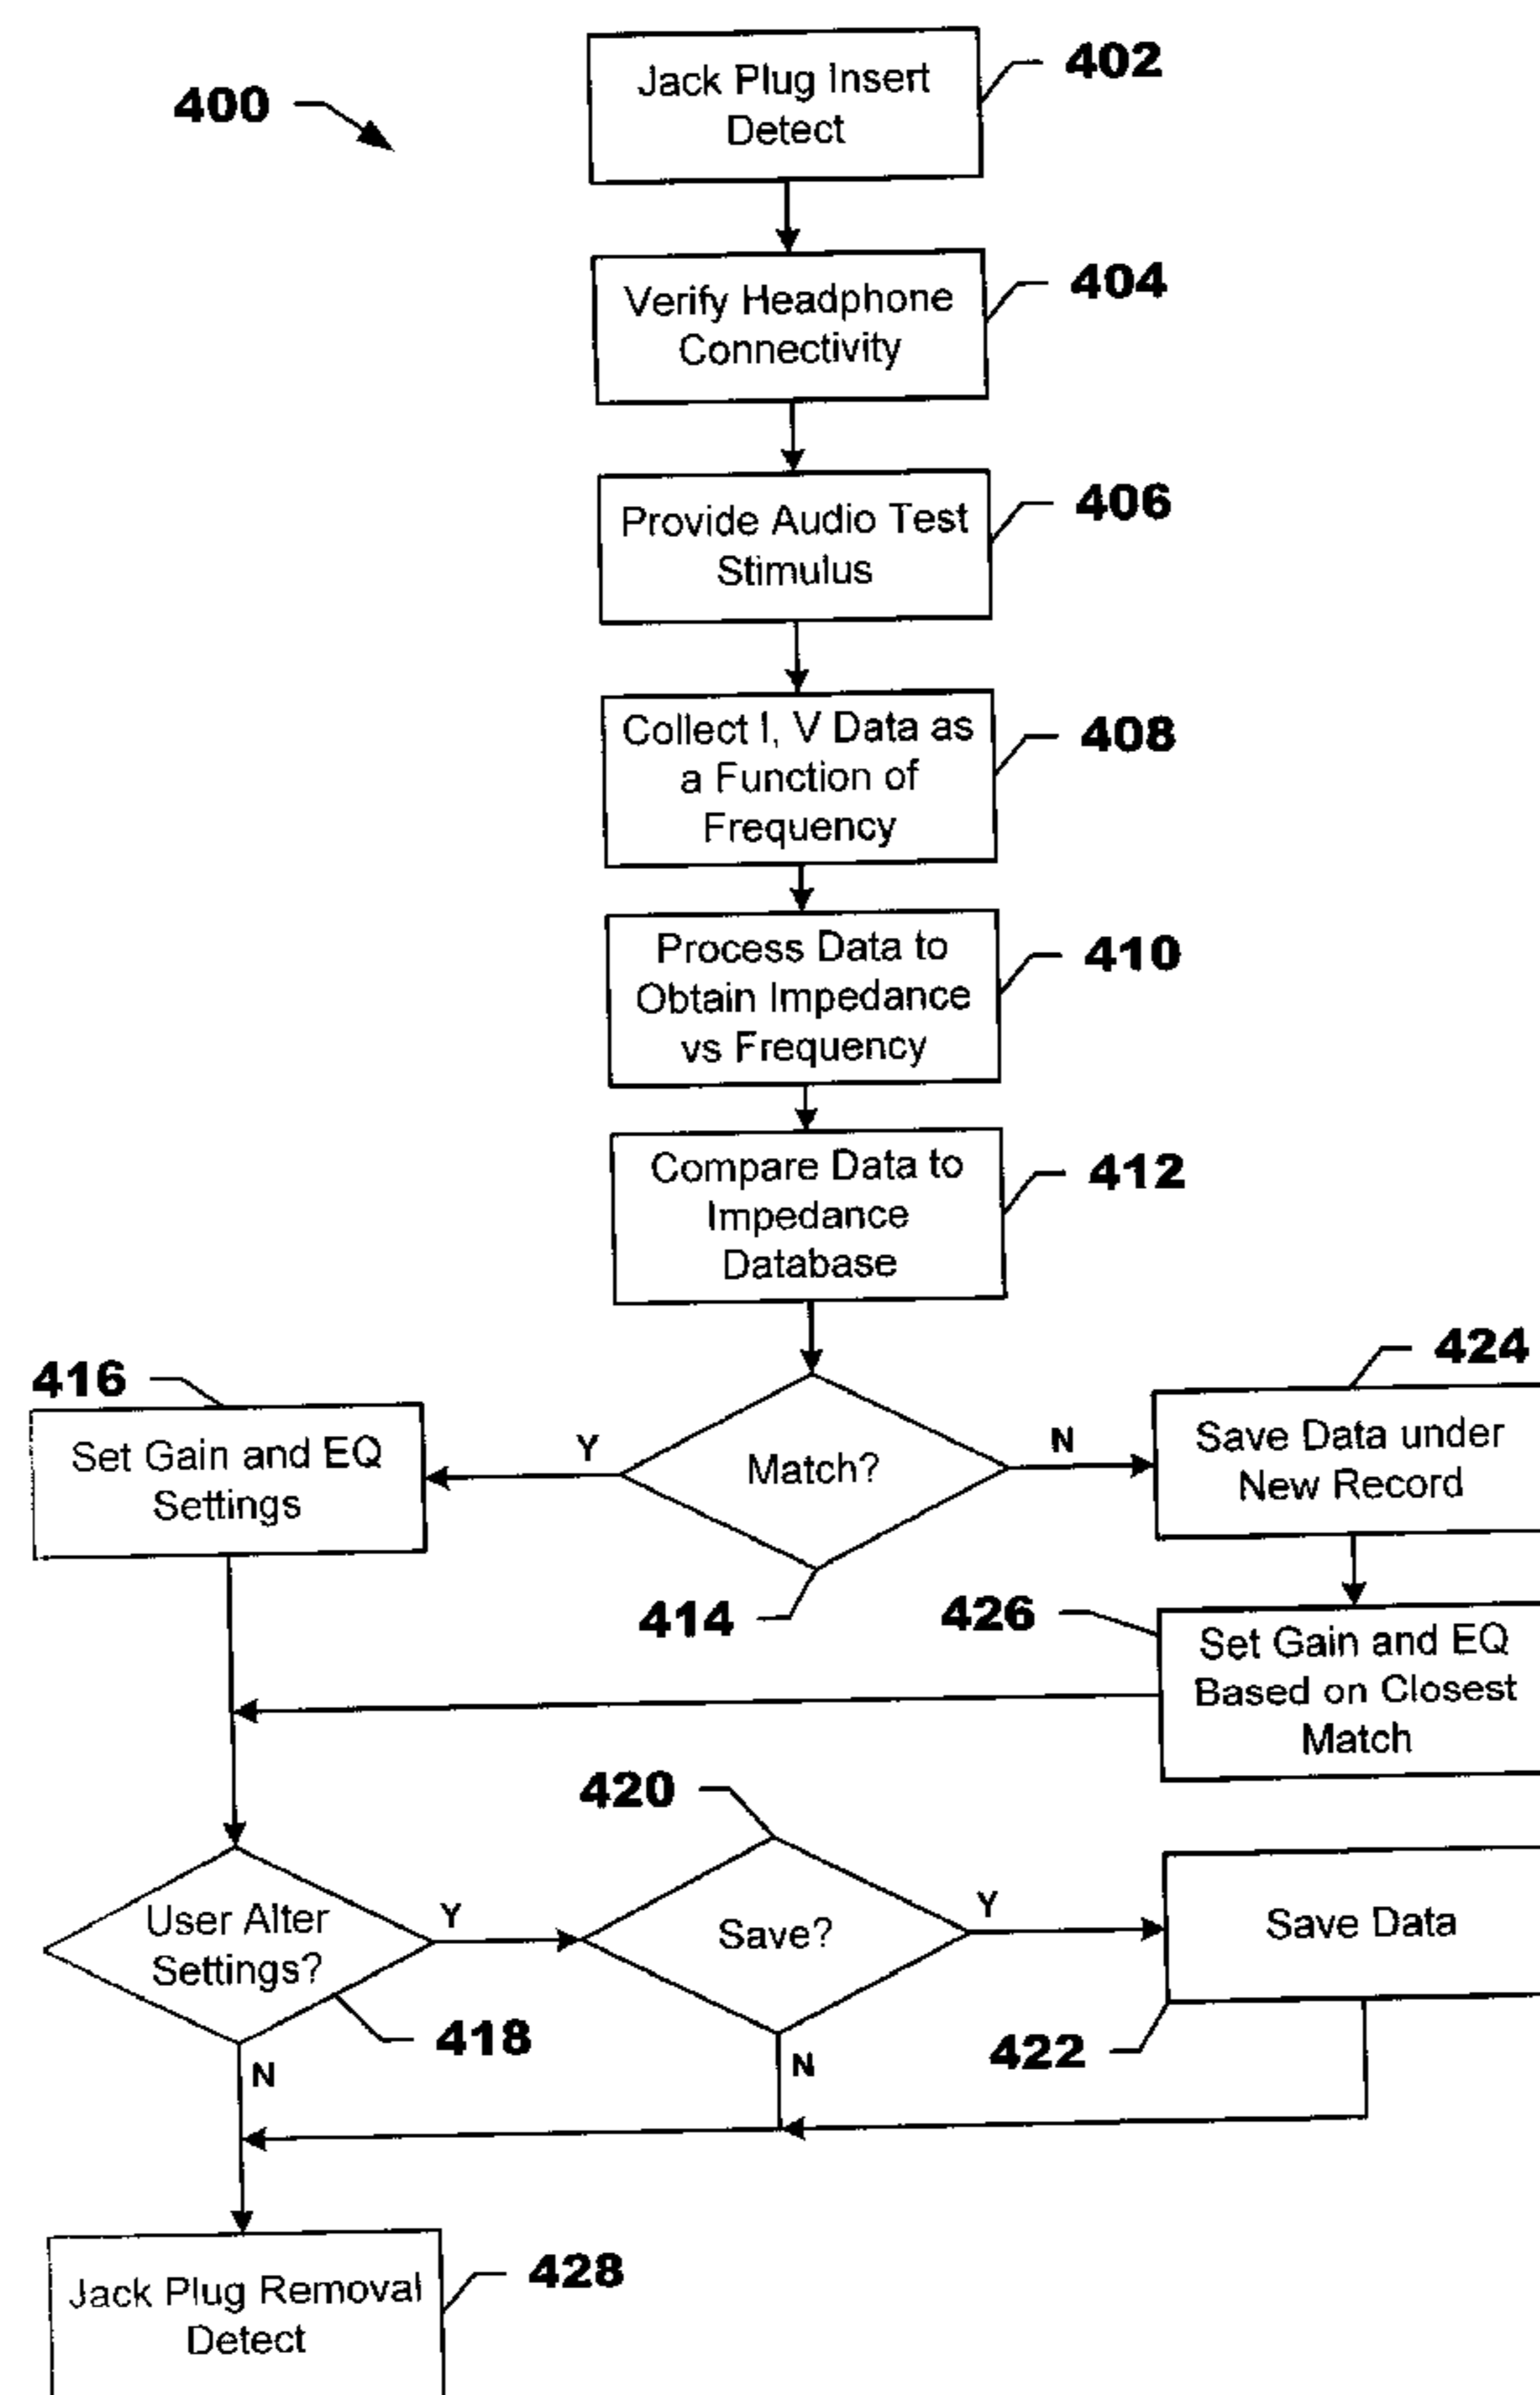 400
Jack Plug Insert
Detect
402
Verify Headphone
Connectivity
404
Provide Audio Test
Stimulus
406
Collect I, V Data as
a Function of
Frequency
408
Process Data to
Obtain Impedance
vs Frequency
410
Compare Data to
Impedance
Database
412
416
Set Gain and EQ
Settings
Y
Match?
414
N
424
Save Data under
New Record
426
Set Gain and EQ
Based on Closest
Match
User Alter
Settings?
418
Y
N
420
Save?
Y
N
Save Data
422
Jack Plug Removal
Detect
428